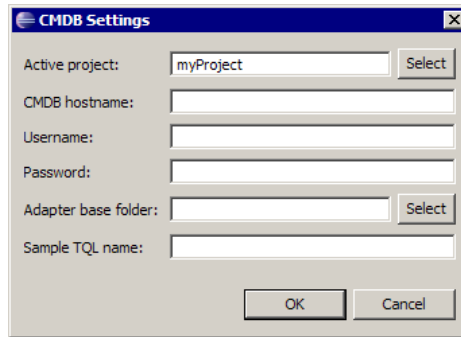 CMDB Settings
Active project: myProject Select
CMDB hostname:
Username:
Password:
Adapter base folder: Select
Sample TQL name:
OK Cancel